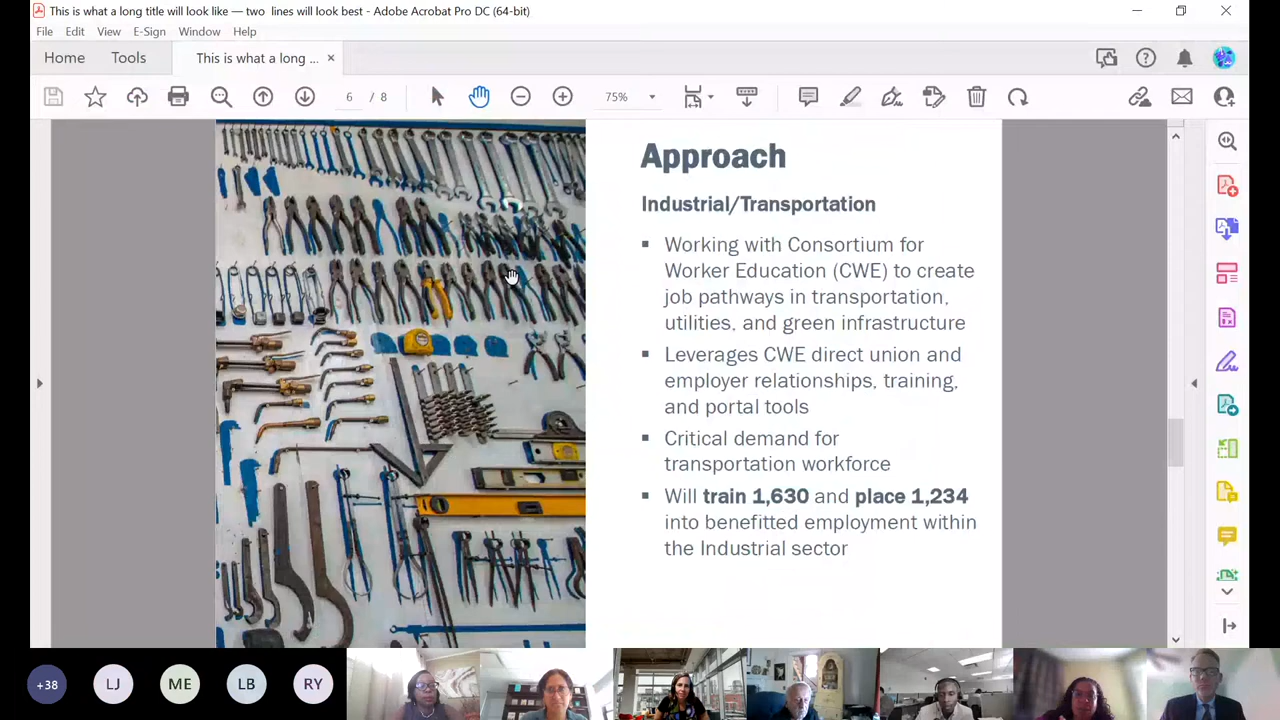 This is what a long title will look like — two lines will look best - Adobe Acrobat Pro DC (64-bit)
File Edit View E-Sign Window Help
Home Tools This is what a long ... ×
6 / 8 75%
Approach
Industrial/Transportation
▪ Working with Consortium for
Worker Education (CWE) to create
job pathways in transportation,
utilities, and green infrastructure
▪ Leverages CWE direct union and
employer relationships, training,
and portal tools
▪ Critical demand for
transportation workforce
▪ Will train 1,630 and place 1,234
into benefitted employment within
the Industrial sector
+38 LJ ME LB RY